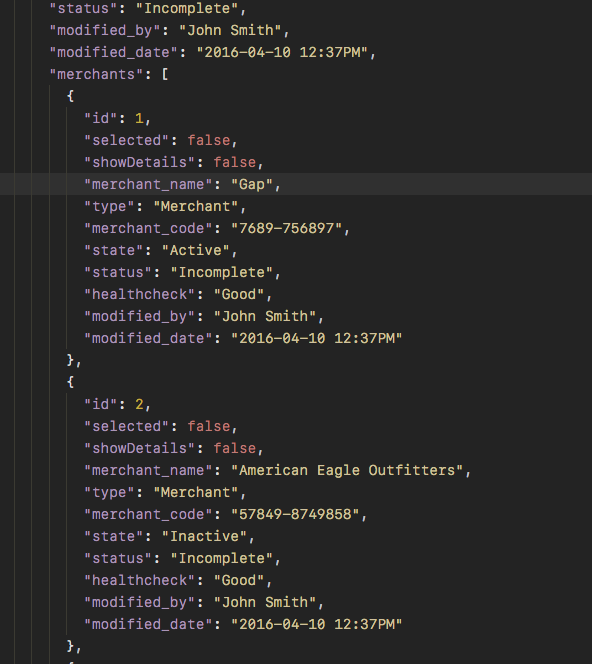 "status": "Incomplete",
"modified_by": "John Smith",
"modified_date": "2016-04-10 12:37PM",
"merchants": [
{
"id": 1,
"selected": false,
"showDetails": false,
"merchant_name": "Gap",
"type": "Merchant",
"merchant_code": "7689-756897",
"state": "Active",
"status": "Incomplete",
"healthcheck": "Good",
"modified_by": "John Smith",
"modified_date": "2016-04-10 12:37PM"
},
{
"id": 2,
"selected": false,
"showDetails": false,
"merchant_name": "American Eagle Outfitters",
"type": "Merchant",
"merchant_code": "57849-8749858",
"state": "Inactive",
"status": "Incomplete",
"healthcheck": "Good",
"modified_by": "John Smith",
"modified_date": "2016-04-10 12:37PM"
},